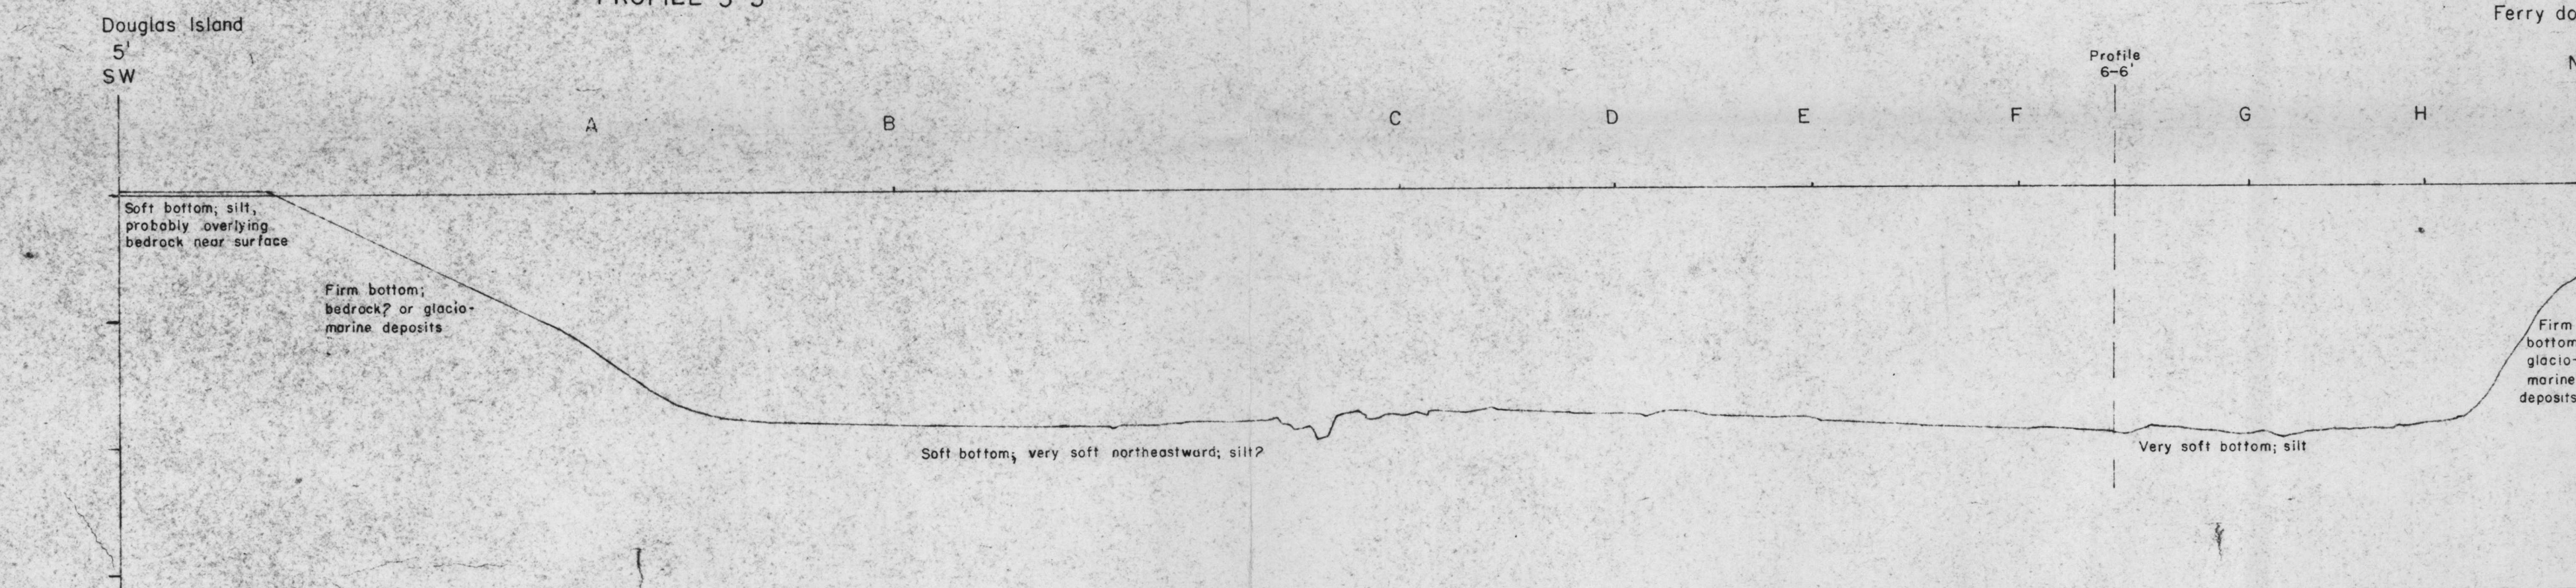 Douglas Island
5'
SW
Ferry
Profile
6-6'
A
B
C
D
E
F
G
H
Soft bottom; silt,
probably overlying
bedrock near surface
Firm bottom;
bedrock? or glacio-
marine deposits
Soft bottom; very soft northeastward; silt?
Very soft bottom; silt
Firm
bottom
glacio-
marine
deposits